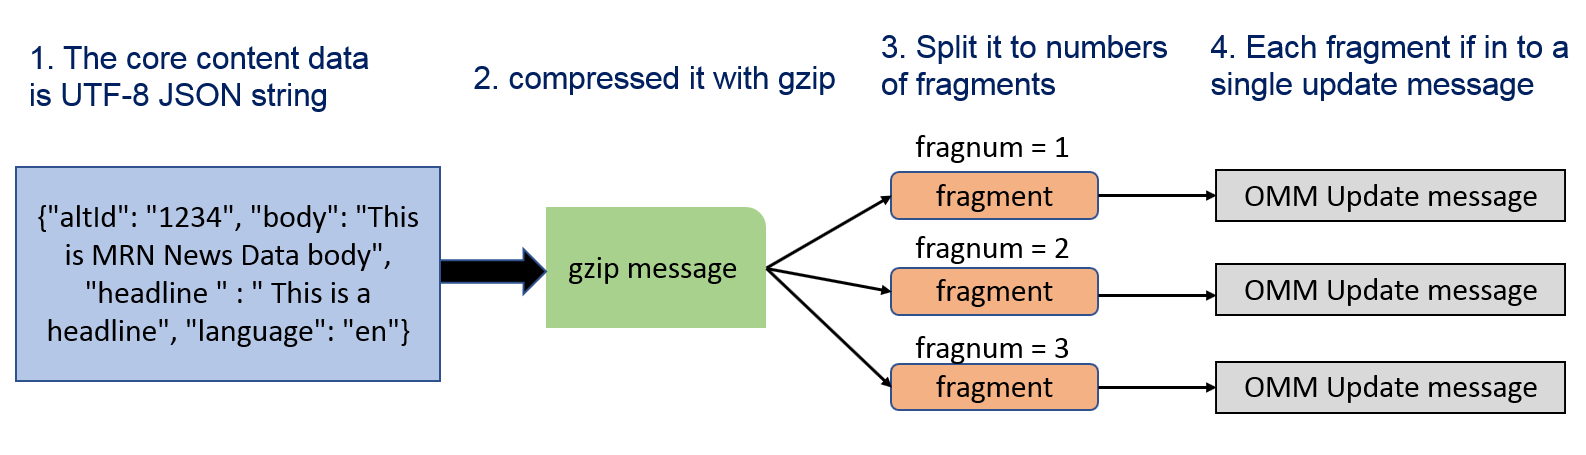 1. The core content data
is UTF-8 JSON string
2. compressed it with gzip
3. Split it to numbers
of fragments
4. Each fragment if in to a
single update message
{"altId": "1234", "body": "This
is MRN News Data body",
"headline " : " This is a
headline", "language": "en"}
gzip message
fragnum = 1
fragment
OMM Update message
fragnum = 2
fragment
OMM Update message
fragnum = 3
fragment
OMM Update message